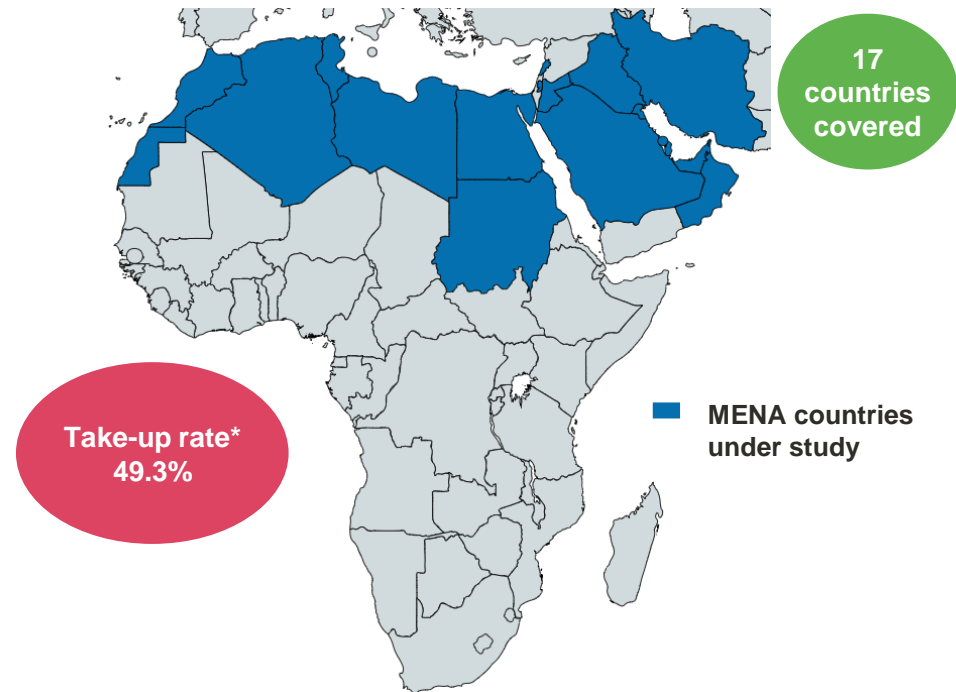 17
countries
covered
Take-up rate*
49.3%
MENA countries
under study